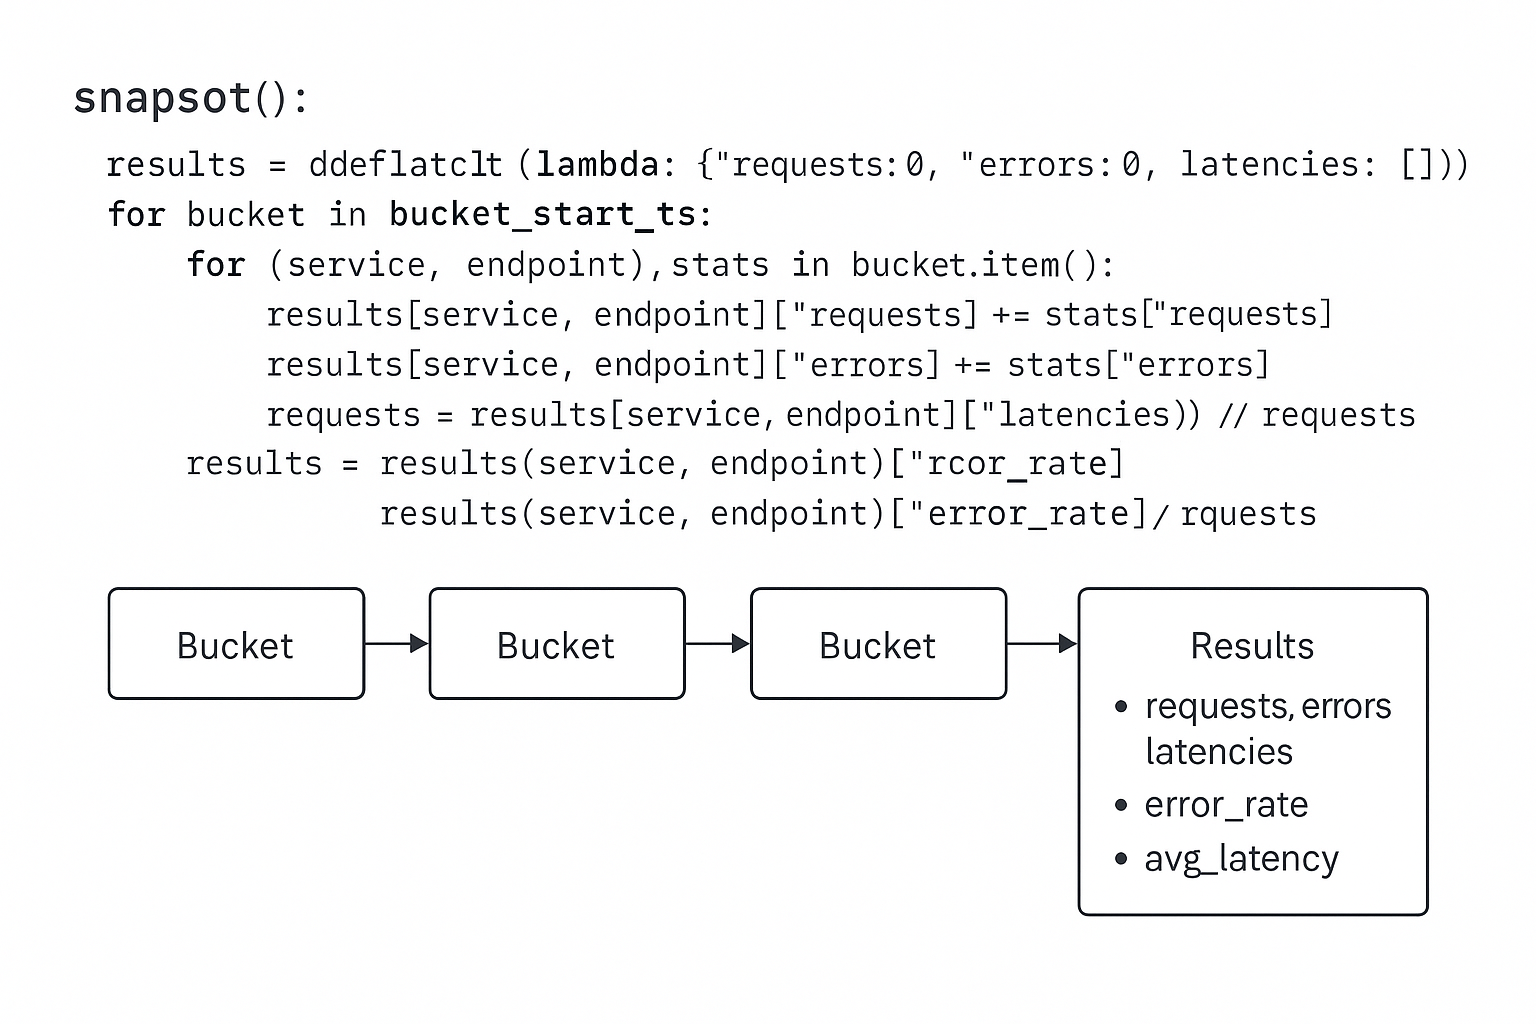 snapsot():
results = ddeflatclt (lambda: {"requests: 0, "errors: 0, latencies: []))
for bucket in bucket_start_ts:
for (service, endpoint), stats in bucket.item():
results[service, endpoint]["requests] += stats["requests]
results[service, endpoint]["errors] += stats["errors]
requests = results[service, endpoint]["latencies)) // requests
results = results(service, endpoint)["rcor_rate]
results(service, endpoint)["error_rate] / rquests
Bucket
Bucket
Bucket
Results
• requests, errors
latencies
• error_rate
• avg_latency